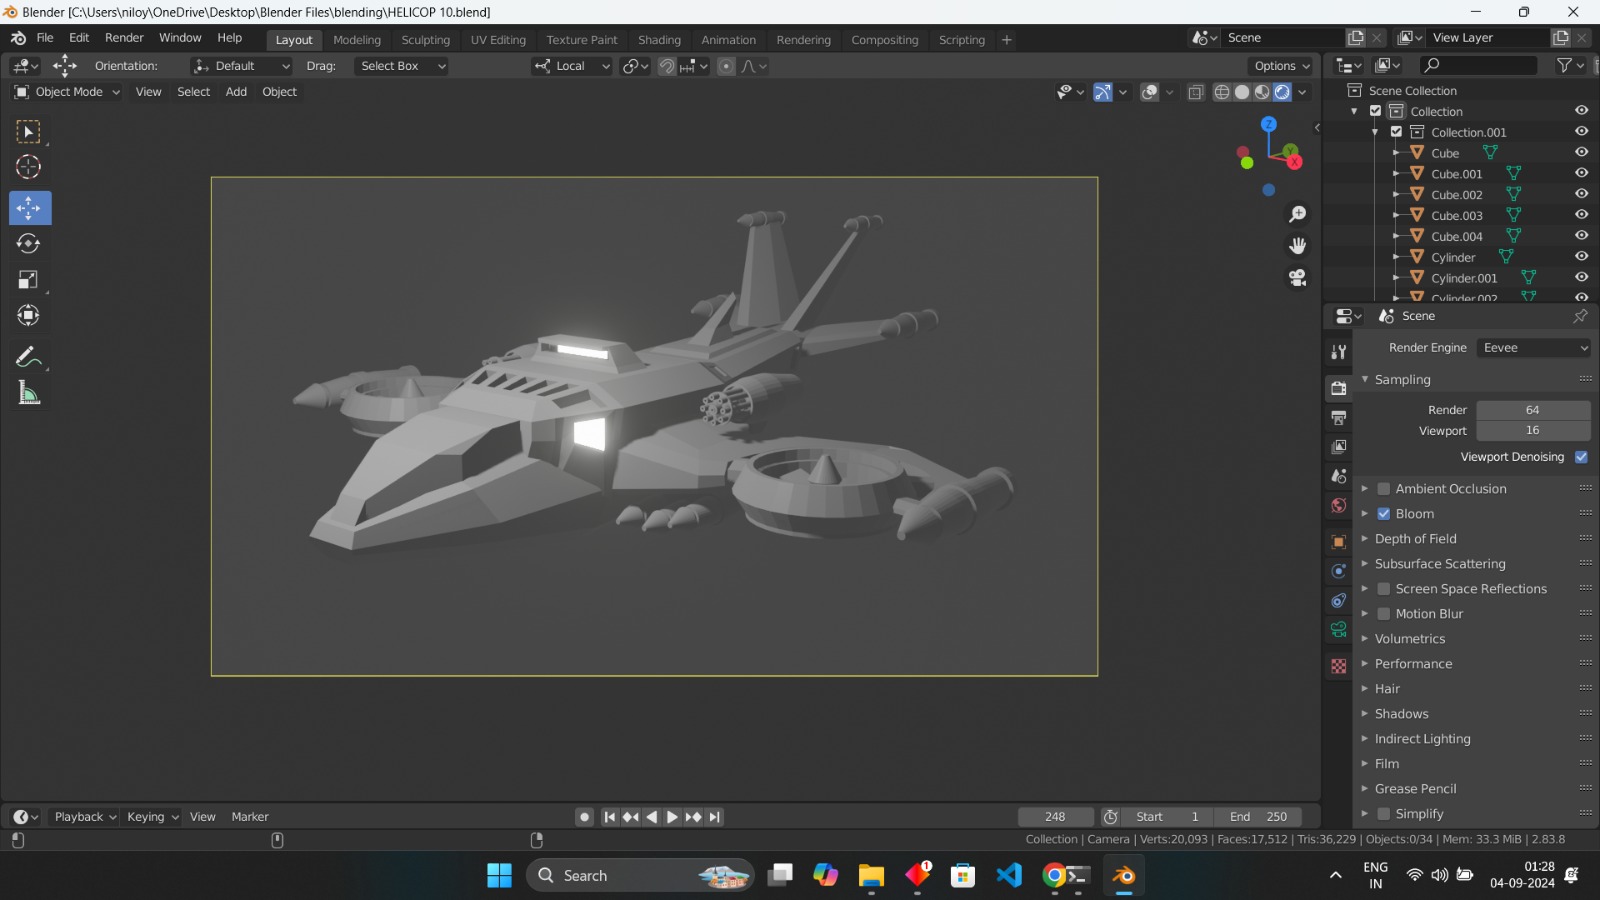 Blender [C:\Users\niloy\OneDrive\Desktop\Blender Files\blending\HELICOP 10.blend]
File Edit Render Window Help Layout Modeling Sculpting UV Editing Texture Paint Shading Animation Rendering Compositing Scripting + Scene View Layer
Orientation: Default Drag: Select Box Local Options
Object Mode View Select Add Object
Z
Y
X
Scene Collection
Collection
Collection.001
Cube
Cube.001
Cube.002
Cube.003
Cube.004
Cylinder
Cylinder.001
Cylinder.002
Scene
Render Engine Eevee
Sampling
Render 64
Viewport 16
Viewport Denoising
Ambient Occlusion
Bloom
Depth of Field
Subsurface Scattering
Screen Space Reflections
Motion Blur
Volumetrics
Performance
Hair
Shadows
Indirect Lighting
Film
Grease Pencil
Simplify
Playback Keying View Marker 248 Start 1 End 250
Collection | Camera | Verts:20,093 | Faces:17,512 | Tris:36,229 | Objects:0/34 | Mem: 33.3 MiB | 2.83.8
Search 1 ENG
IN
01:28
04-09-2024